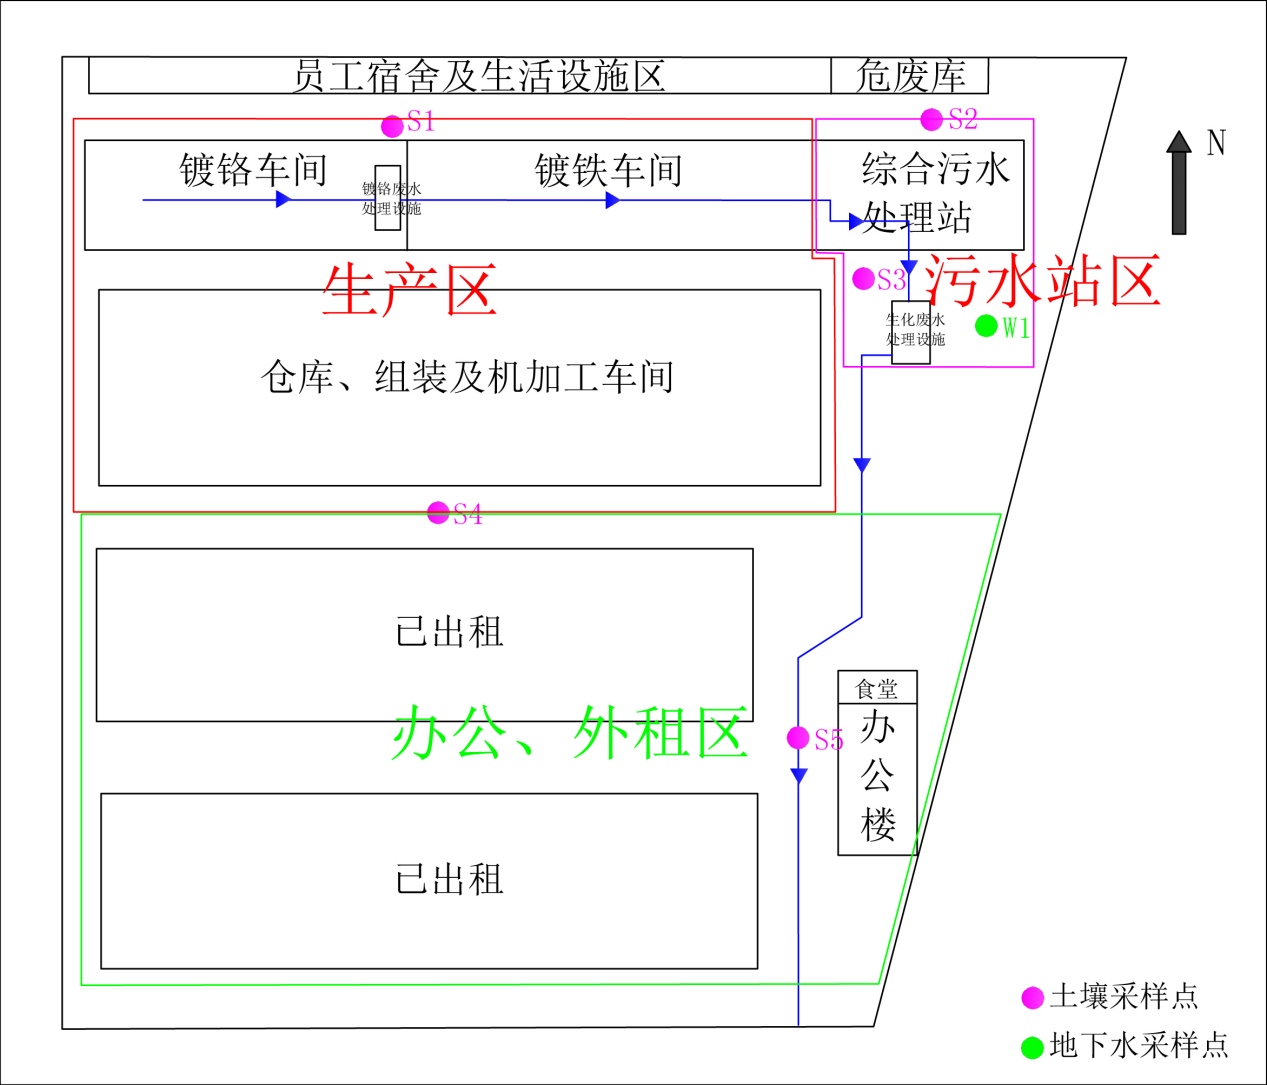 员工宿舍及生活设施区
危废库
S1
S2
N
镀铬车间
镀铬废水
处理设施
镀铁车间
综合污水
处理站
生产区
S3
污水站区
生化废水
处理设施
W1
仓库、组装及机加工车间
S4
已出租
食堂
办公、外租区
S5
办
公
楼
已出租
土壤采样点
地下水采样点